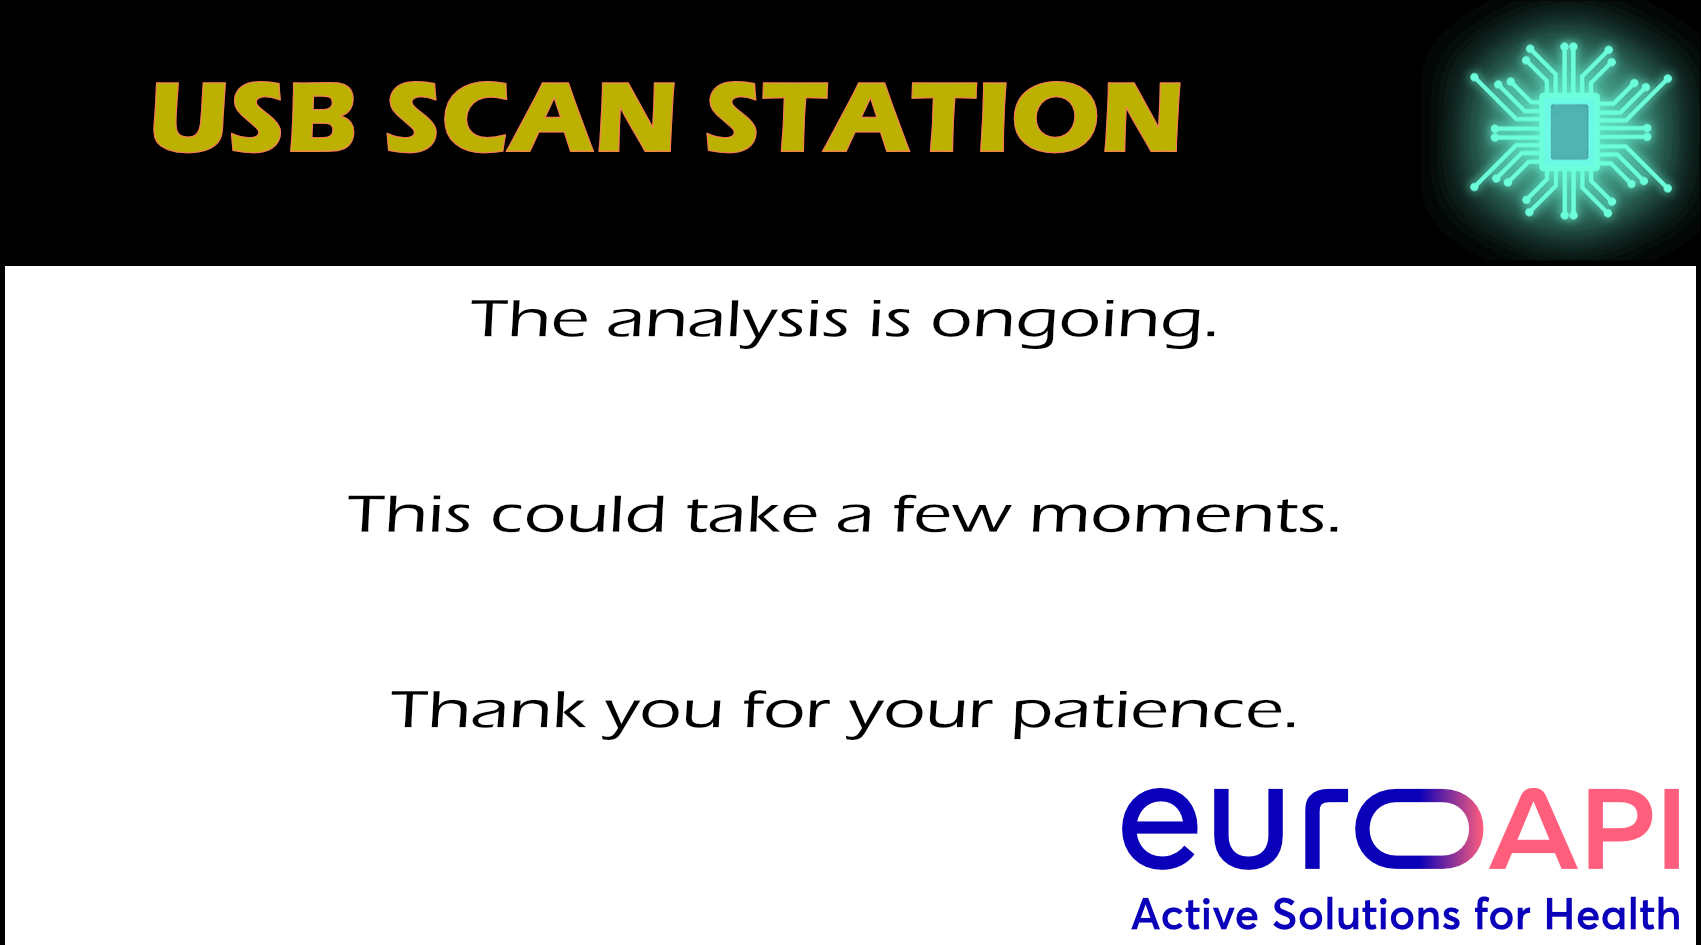 USB SCAN STATION
The analysis is ongoing.
This could take a few moments.
Thank you for your patience.
euroAPI
Active Solutions for Health